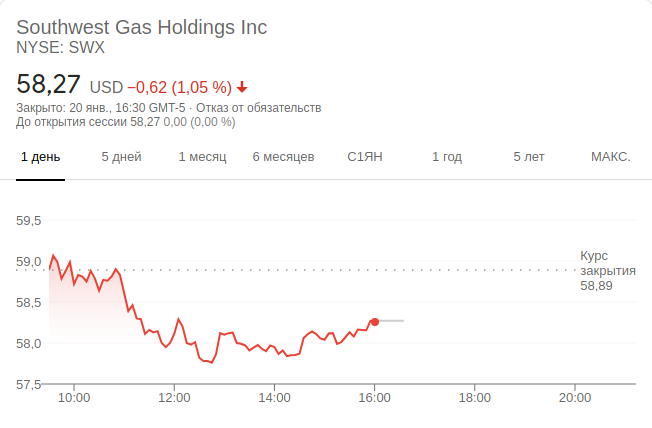 Southwest Gas Holdings Inc
NYSE: SWX
58,27 USD −0,62 (1,05 %)
Закрыто: 20 янв., 16:30 GMT-5 · Отказ от обязательств
До открытия сессии 58,27 0,00 (0,00 %)
1 день 5 дней 1 месяц 6 месяцев С1ЯН 1 год 5 лет МАКС.
59,5
59,0
58,5
58,0
57,5
Курс
закрытия
58,89
10:00 12:00 14:00 16:00 18:00 20:00